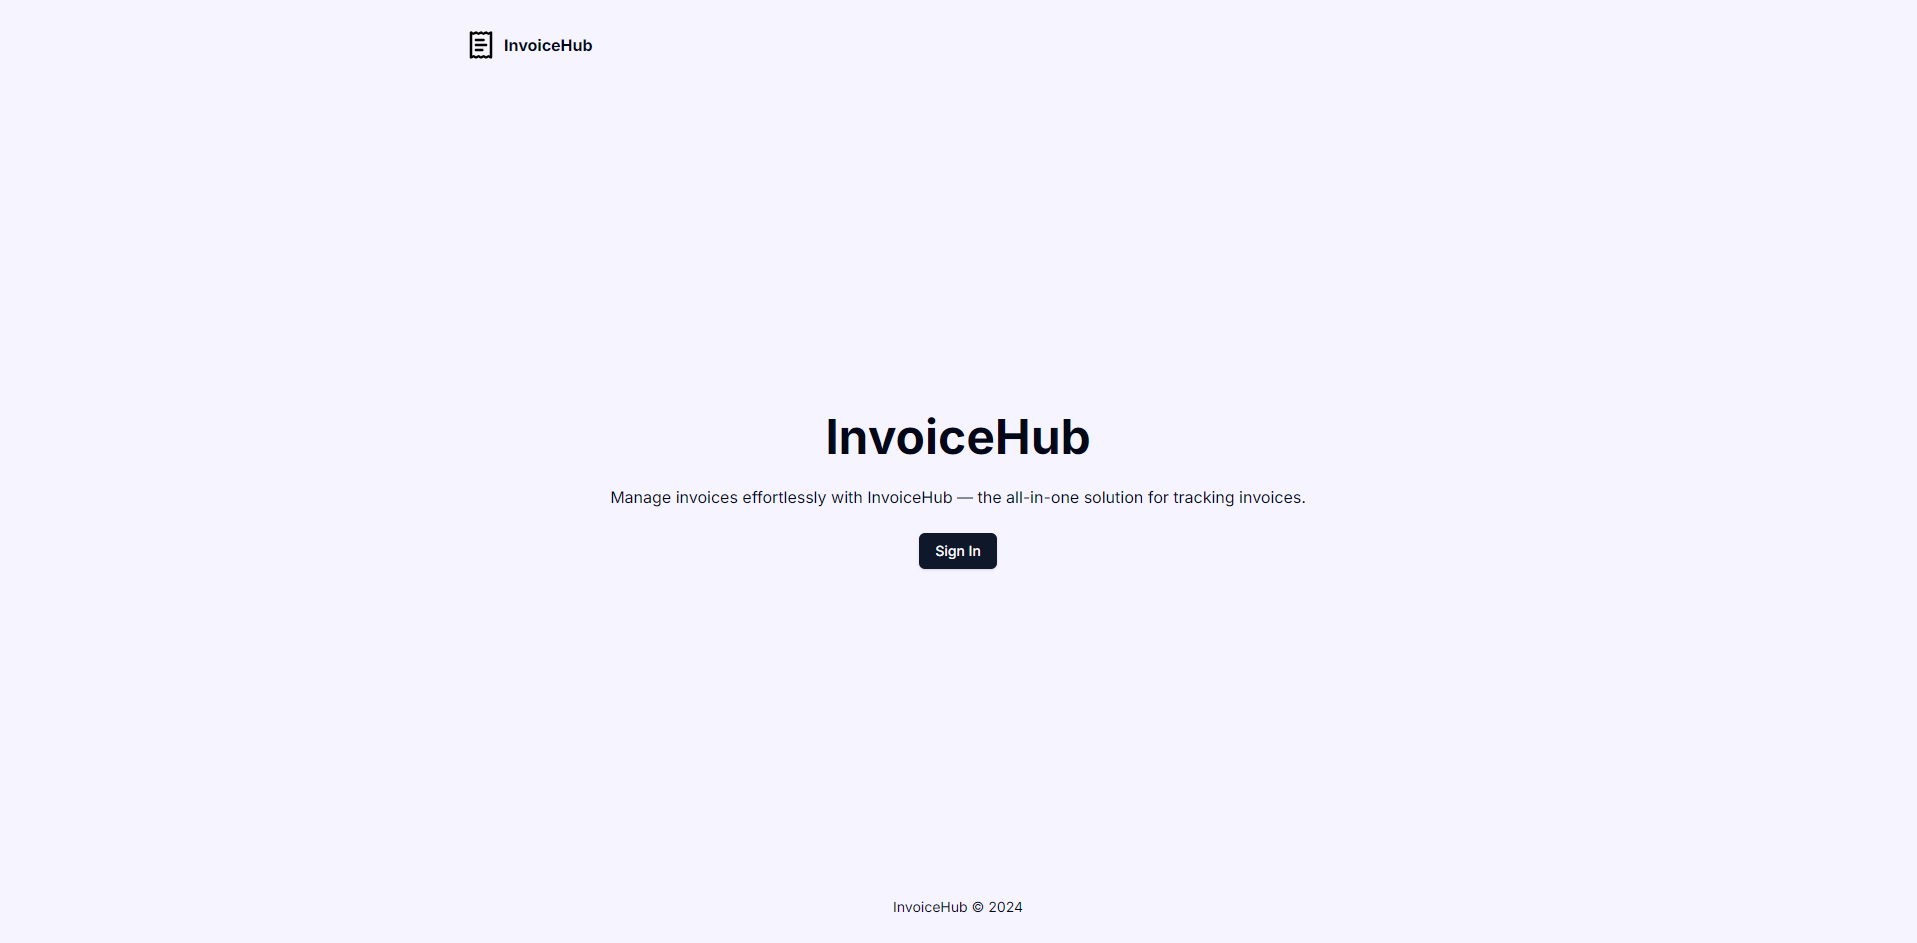 InvoiceHub
InvoiceHub
Manage invoices effortlessly with InvoiceHub — the all-in-one solution for tracking invoices.
Sign In
InvoiceHub © 2024